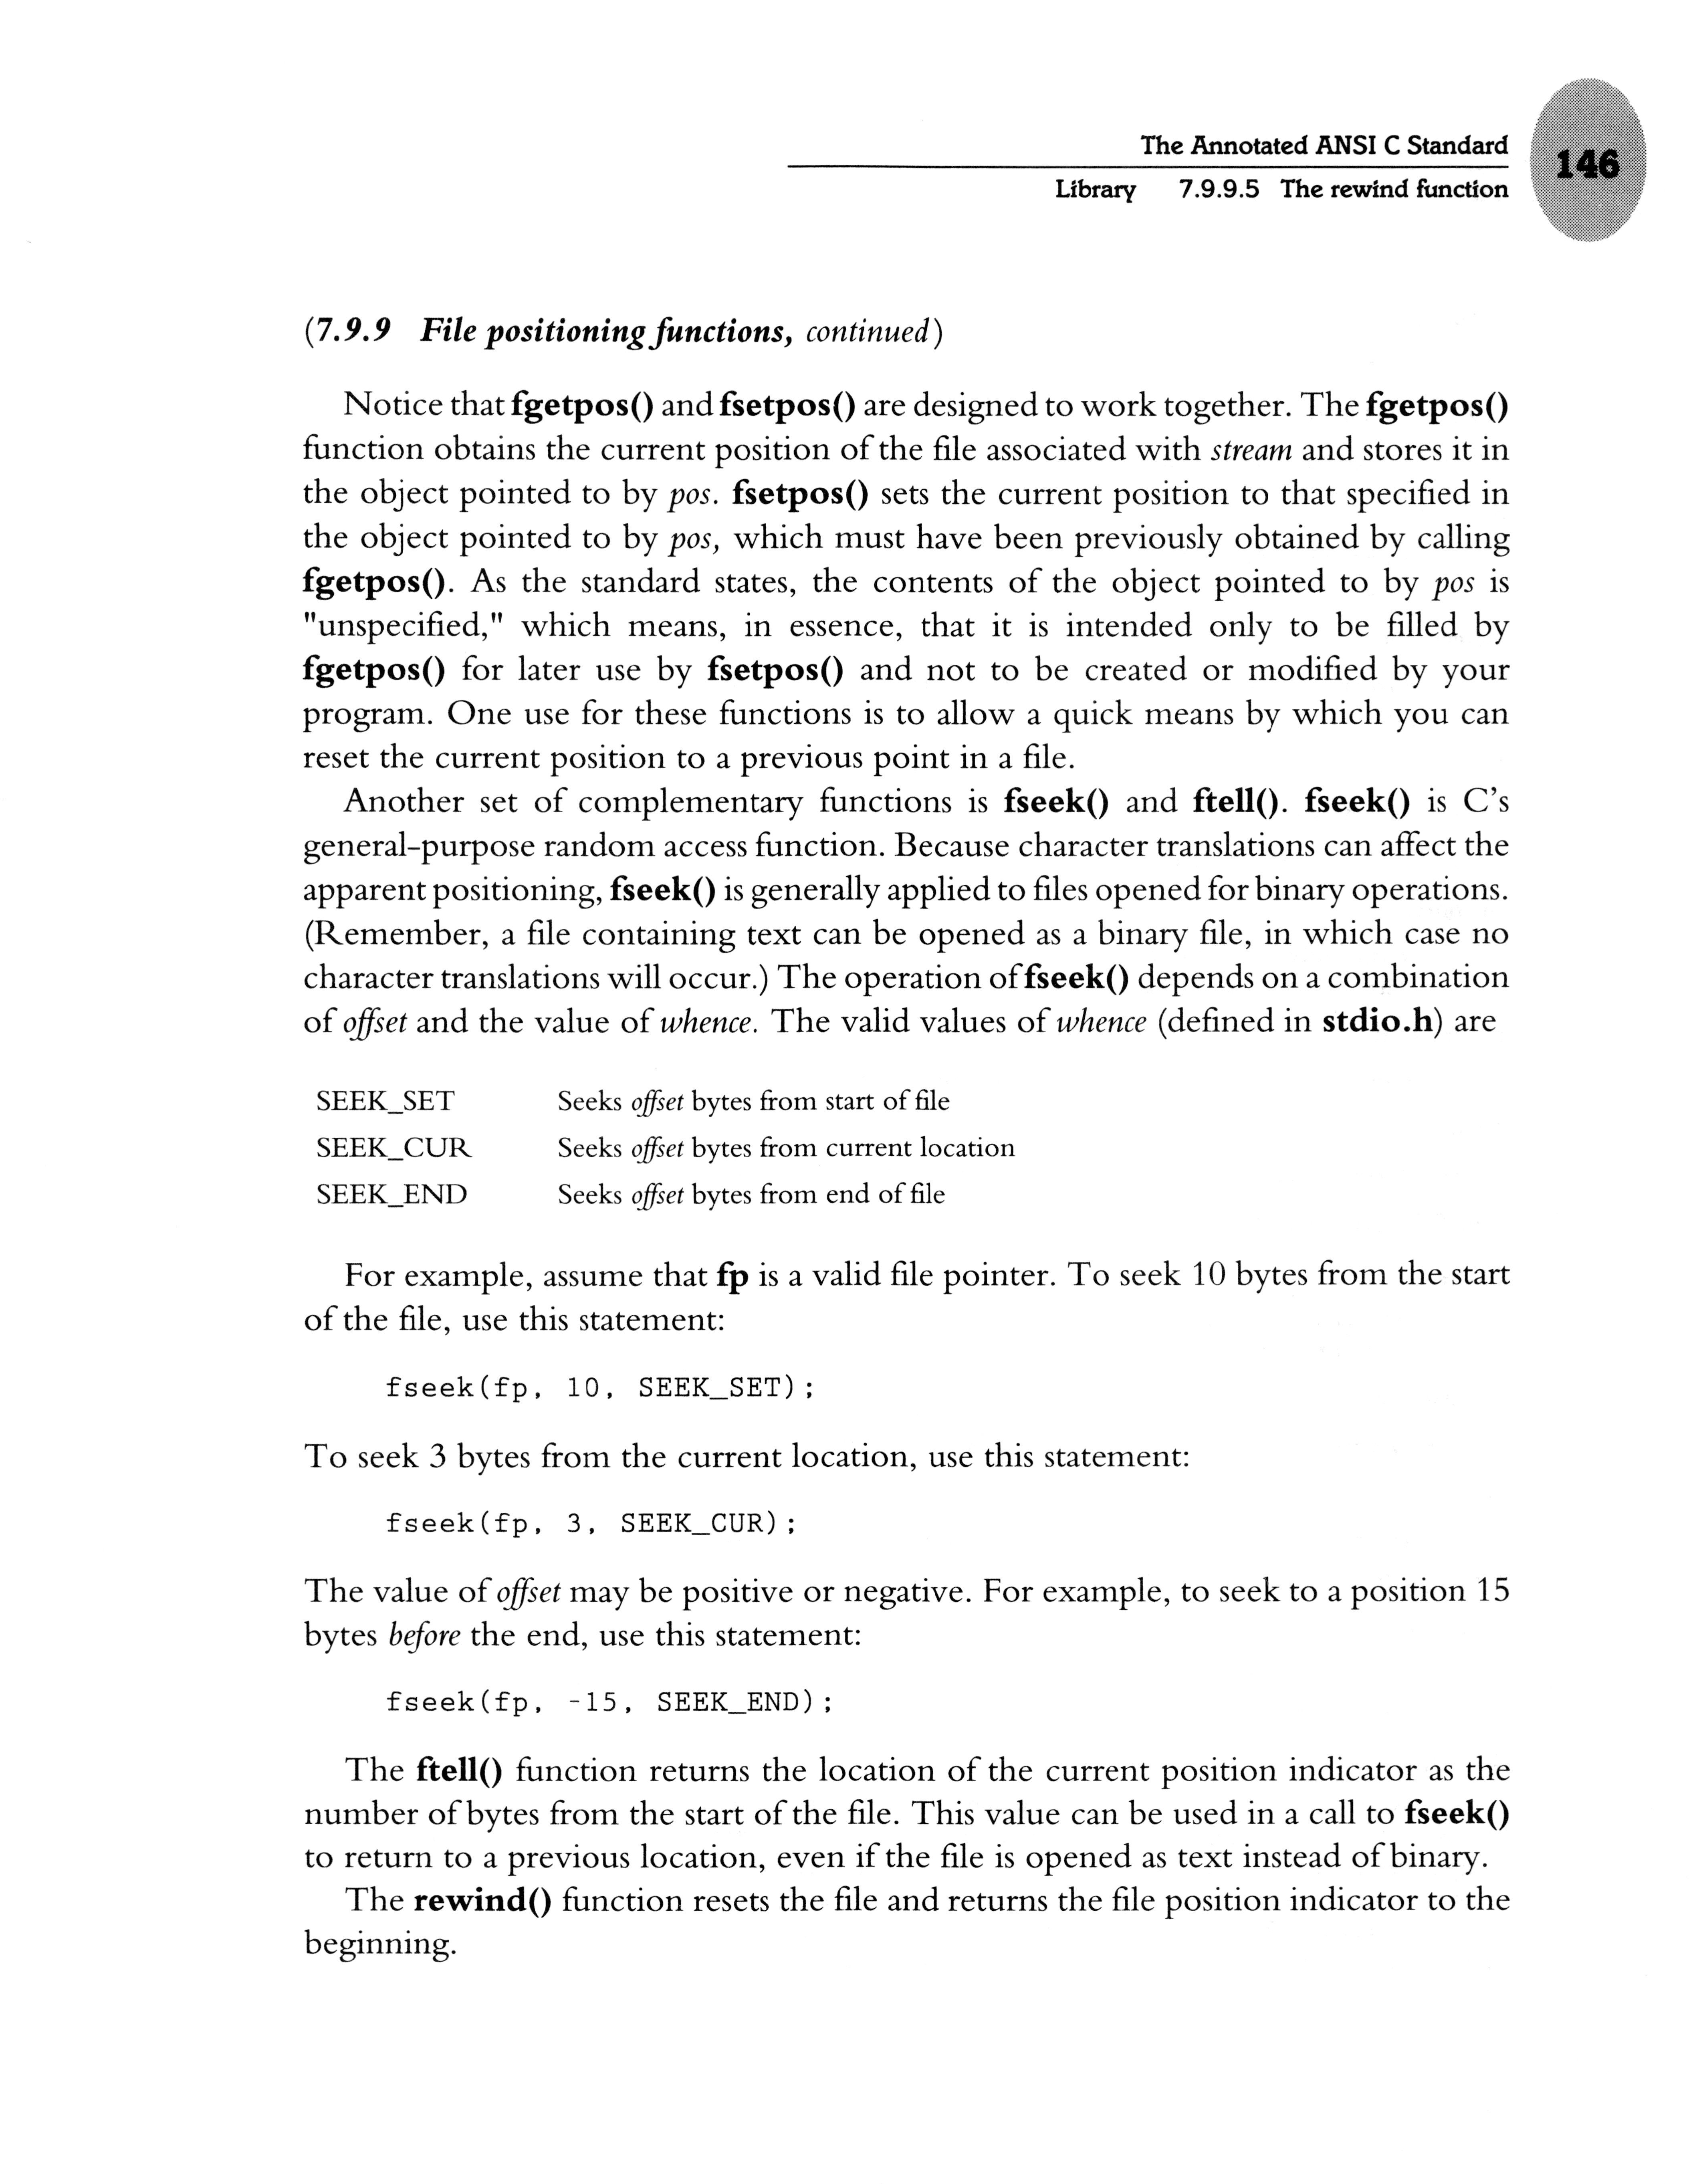 The Annotated ANSI C Standard
146
Library 7.9.9.5 The rewind function
(7.9.9 File positioning functions, continued)
Notice that fgetpos() and fsetpos() are designed to work together. The fgetpos()
function obtains the current position of the file associated with stream and stores it in
the object pointed to by pos. fsetpos() sets the current position to that specified in
the object pointed to by pos, which must have been previously obtained by calling
fgetpos(). As the standard states, the contents of the object pointed to by pos is
"unspecified," which means, in essence, that it is intended only to be filled by
fgetpos() for later use by fsetpos() and not to be created or modified by your
program. One use for these functions is to allow a quick means by which you can
reset the current position to a previous point in a file.
Another set of complementary functions is fseek() and ftell(). fseek() is C's
general-purpose random access function. Because character translations can affect the
apparent positioning, fseek() is generally applied to files opened for binary operations.
(Remember, a file containing text can be opened as a binary file, in which case no
character translations will occur.) The operation of fseek() depends on a combination
of offset and the value of whence. The valid values of whence (defined in stdio.h) are
SEEK_SET Seeks offset bytes from start of file
SEEK_CUR Seeks offset bytes from current location
SEEK_END Seeks offset bytes from end of file
For example, assume that fp is a valid file pointer. To seek 10 bytes from the start
of the file, use this statement:
fseek(fp, 10, SEEK_SET);
To seek 3 bytes from the current location, use this statement:
fseek(fp, 3, SEEK_CUR);
The value of offset may be positive or negative. For example, to seek to a position 15
bytes before the end, use this statement:
fseek(fp, -15, SEEK_END);
The ftell() function returns the location of the current position indicator as the
number of bytes from the start of the file. This value can be used in a call to fseek()
to return to a previous location, even if the file is opened as text instead of binary.
The rewind() function resets the file and returns the file position indicator to the
beginning.